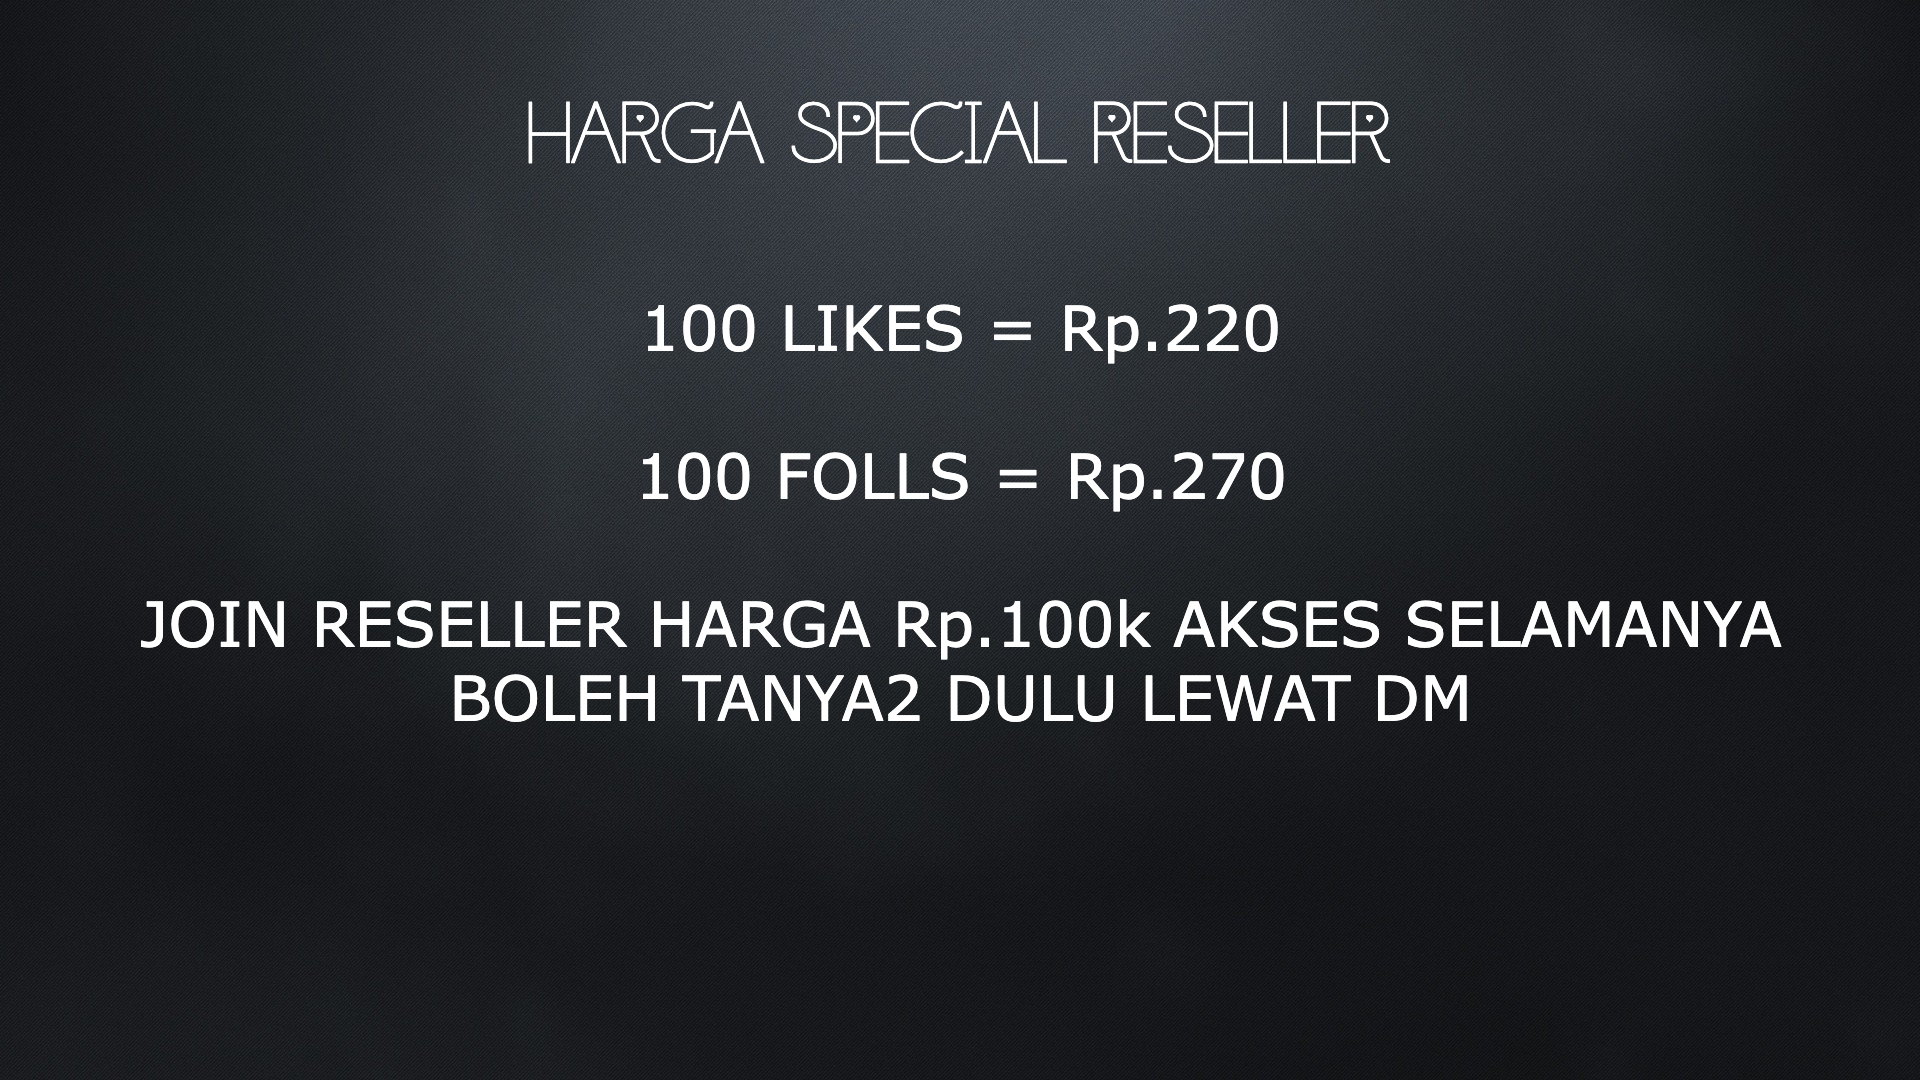 HARGA SPECIAL RESELLER
100 LIKES = Rp.220
100 FOLLS = Rp.270
JOIN RESELLER HARGA Rp.100k AKSES SELAMANYA
BOLEH TANYA2 DULU LEWAT DM